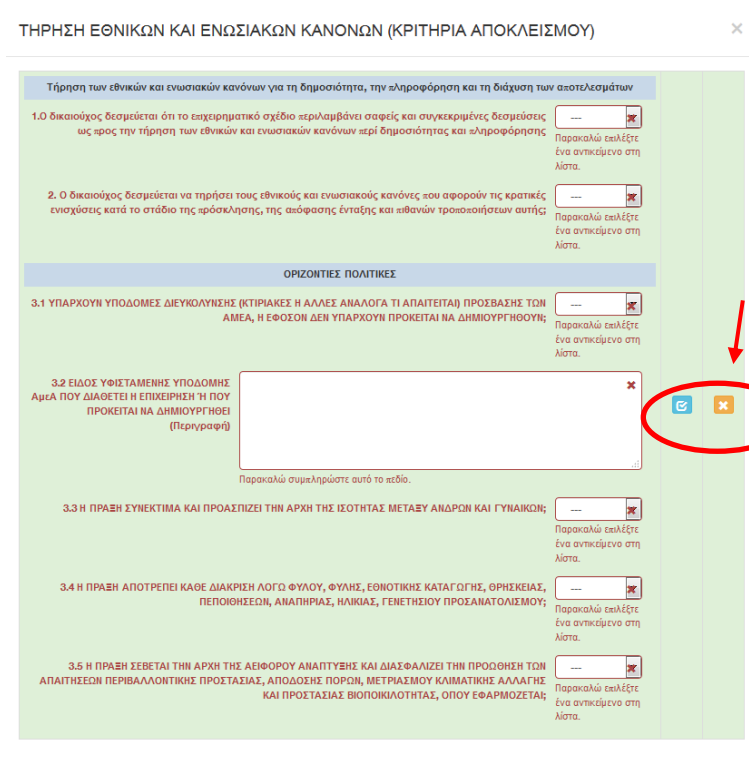 ΤΗΡΗΣΗ ΕΘΝΙΚΩΝ ΚΑΙ ΕΝΩΣΙΑΚΩΝ ΚΑΝΟΝΩΝ (ΚΡΙΤΗΡΙΑ ΑΠΟΚΛΕΙΣΜΟΥ)
×
Τήρηση των εθνικών και ενωσιακών κανόνων για τη δημοσιότητα, την πληροφόρηση και τη διάχυση των αποτελεσμάτων
1.Ο δικαιούχος δεσμεύεται ότι το επιχειρηματικό σχέδιο περιλαμβάνει σαφείς και συγκεκριμένες δεσμεύσεις
ως προς την τήρηση των εθνικών και ενωσιακών κανόνων περί δημοσιότητας και πληροφόρησης
---
Παρακαλώ επιλέξτε
ένα αντικείμενο στη
λίστα.
2. Ο δικαιούχος δεσμεύεται να τηρήσει τους εθνικούς και ενωσιακούς κανόνες που αφορούν τις κρατικές
ενισχύσεις κατά το στάδιο της πρόσκλησης, της απόφασης ένταξης και πιθανών τροποποιήσεων αυτής;
---
Παρακαλώ επιλέξτε
ένα αντικείμενο στη
λίστα.
ΟΡΙΖΟΝΤΙΕΣ ΠΟΛΙΤΙΚΕΣ
3.1 ΥΠΑΡΧΟΥΝ ΥΠΟΔΟΜΕΣ ΔΙΕΥΚΟΛΥΝΣΗΣ (ΚΤΙΡΙΑΚΕΣ Η ΑΛΛΕΣ ΑΝΑΛΟΓΑ ΤΙ ΑΠΑΙΤΕΙΤΑΙ) ΠΡΟΣΒΑΣΗΣ ΤΩΝ
ΑΜΕΑ, Η ΕΦΟΣΟΝ ΔΕΝ ΥΠΑΡΧΟΥΝ ΠΡΟΚΕΙΤΑΙ ΝΑ ΔΗΜΙΟΥΡΓΗΘΟΥΝ;
---
Παρακαλώ επιλέξτε
ένα αντικείμενο στη
λίστα.
3.2 ΕΙΔΟΣ ΥΦΙΣΤΑΜΕΝΗΣ ΥΠΟΔΟΜΗΣ
ΑμεΑ ΠΟΥ ΔΙΑΘΕΤΕΙ Η ΕΠΙΧΕΙΡΗΣΗ Ή ΠΟΥ
ΠΡΟΚΕΙΤΑΙ ΝΑ ΔΗΜΙΟΥΡΓΗΘΕΙ
(Περιγραφή)
Παρακαλώ συμπληρώστε αυτό το πεδίο.
3.3 Η ΠΡΑΞΗ ΣΥΝΕΚΤΙΜΑ ΚΑΙ ΠΡΟΑΣΠΙΖΕΙ ΤΗΝ ΑΡΧΗ ΤΗΣ ΙΣΟΤΗΤΑΣ ΜΕΤΑΞΥ ΑΝΔΡΩΝ ΚΑΙ ΓΥΝΑΙΚΩΝ;
---
Παρακαλώ επιλέξτε
ένα αντικείμενο στη
λίστα.
3.4 Η ΠΡΑΞΗ ΑΠΟΤΡΕΠΕΙ ΚΑΘΕ ΔΙΑΚΡΙΣΗ ΛΟΓΩ ΦΥΛΟΥ, ΦΥΛΗΣ, ΕΘΝΟΤΙΚΗΣ ΚΑΤΑΓΩΓΗΣ, ΘΡΗΣΚΕΙΑΣ,
ΠΕΠΟΙΘΗΣΕΩΝ, ΑΝΑΠΗΡΙΑΣ, ΗΛΙΚΙΑΣ, ΓΕΝΕΤΗΣΙΟΥ ΠΡΟΣΑΝΑΤΟΛΙΣΜΟΥ;
---
Παρακαλώ επιλέξτε
ένα αντικείμενο στη
λίστα.
3.5 Η ΠΡΑΞΗ ΣΕΒΕΤΑΙ ΤΗΝ ΑΡΧΗ ΤΗΣ ΑΕΙΦΟΡΟΥ ΑΝΑΠΤΥΞΗΣ ΚΑΙ ΔΙΑΣΦΑΛΙΖΕΙ ΤΗΝ ΠΡΟΩΘΗΣΗ ΤΩΝ
ΑΠΑΙΤΗΣΕΩΝ ΠΕΡΙΒΑΛΛΟΝΤΙΚΗΣ ΠΡΟΣΤΑΣΙΑΣ, ΑΠΟΔΟΣΗΣ ΠΟΡΩΝ, ΜΕΤΡΙΑΣΜΟΥ ΚΛΙΜΑΤΙΚΗΣ ΑΛΛΑΓΗΣ
ΚΑΙ ΠΡΟΣΤΑΣΙΑΣ ΒΙΟΠΟΙΚΙΛΟΤΗΤΑΣ, ΟΠΟΥ ΕΦΑΡΜΟΖΕΤΑΙ;
---
Παρακαλώ επιλέξτε
ένα αντικείμενο στη
λίστα.